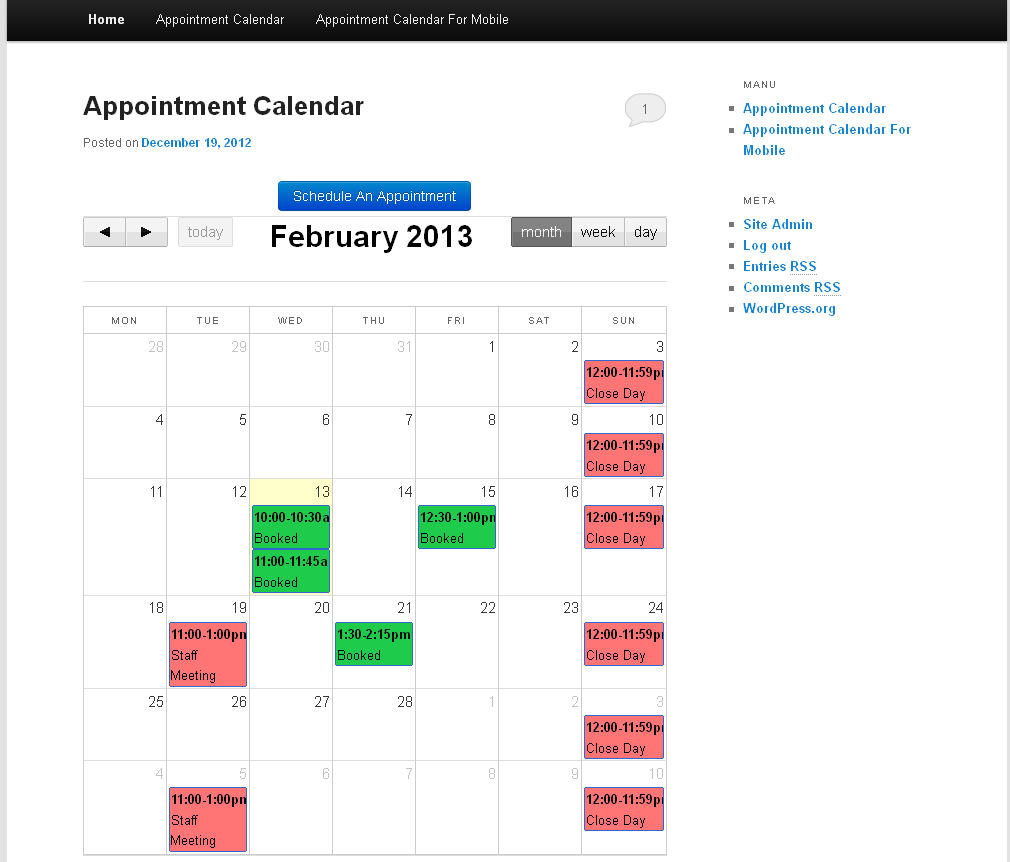 Home Appointment Calendar Appointment Calendar For Mobile
Appointment Calendar
1
Posted on December 19, 2012
Schedule An Appointment
today
February 2013
month week day
MON TUE WED THU FRI SAT SUN
28 29 30 31 1 2 3
12:00-11:59p
Close Day
4 5 6 7 8 9 10
12:00-11:59p
Close Day
11 12 13 14 15 16 17
10:00-10:30a 12:30-1:00p 12:00-11:59p
Booked Booked Close Day
11:00-11:45a
Booked
18 19 20 21 22 23 24
11:00-1:00p 1:30-2:15pm 12:00-11:59p
Staff Booked Close Day
Meeting
25 26 27 28 1 2 3
12:00-11:59p
Close Day
4 5 6 7 8 9 10
11:00-1:00p 12:00-11:59p
Staff Close Day
Meeting
MANU
Appointment Calendar
Appointment Calendar For
Mobile
META
Site Admin
Log out
Entries RSS
Comments RSS
WordPress.org